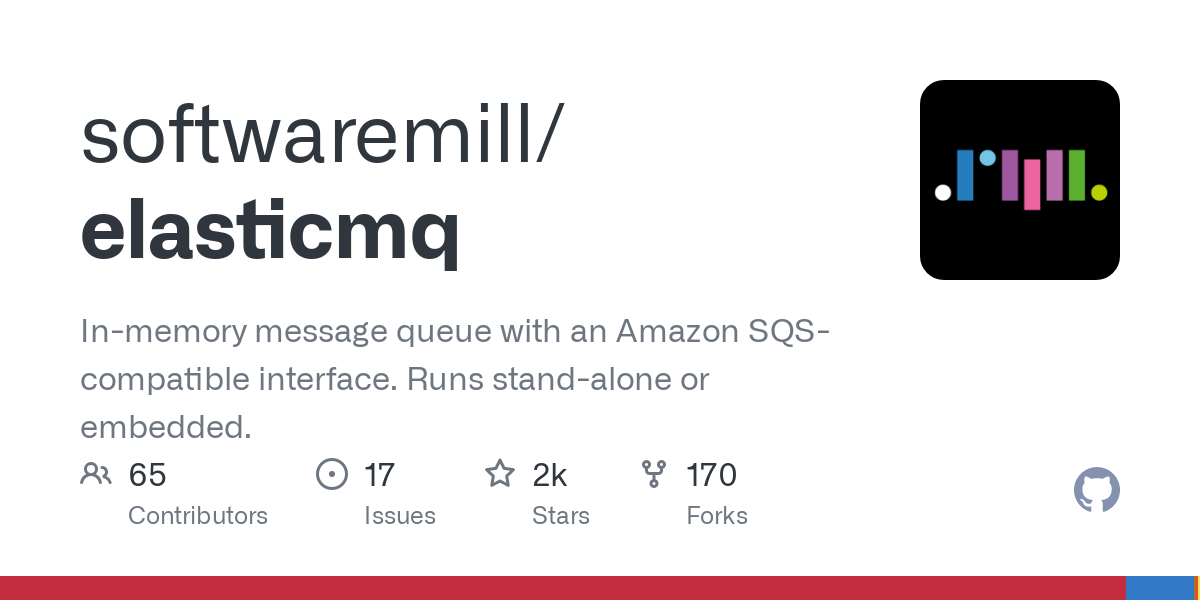 softwaremill/
elasticmq
In-memory message queue with an Amazon SQS-
compatible interface. Runs stand-alone or
embedded.
65 17 2k 170
Contributors Issues Stars Forks